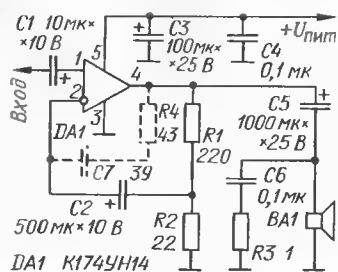 C1 10мк×
×10 В
C3
100мк×
×25 В
+Uпит
C4
0,1 мк
Вход
1
5
4
2
3
DA1
R4
43
R1
220
C5
1000мк×
×25 В
C7
39
C6
0,1мк
C2
500мк×10 В
R2
22
BA1
R3 1
DA1 К174УН14